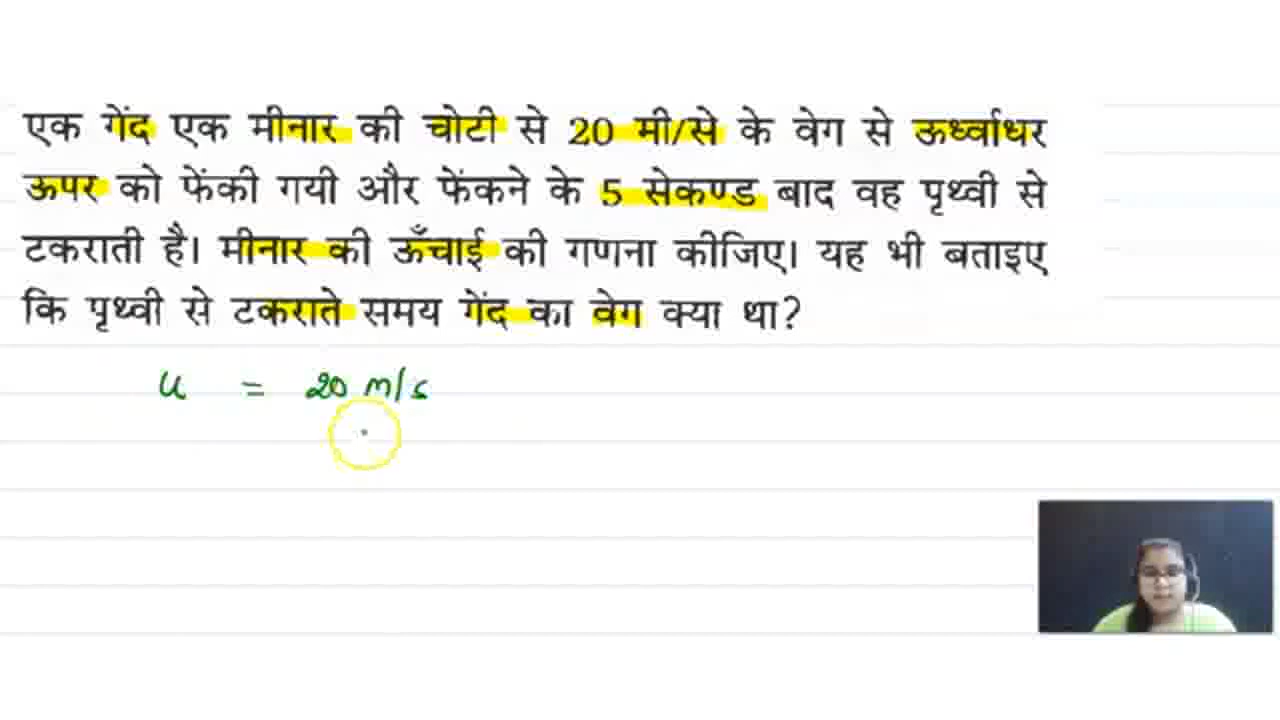 एक गेंद एक मीनार की चोटी से 20 मी/से के वेग से ऊर्ध्वाधर
ऊपर को फेंकी गयी और फेंकने के 5 सेकण्ड बाद वह पृथ्वी से
टकराती है। मीनार की ऊँचाई की गणना कीजिए। यह भी बताइए
कि पृथ्वी से टकराते समय गेंद का वेग क्या था?
u = 20 m/s